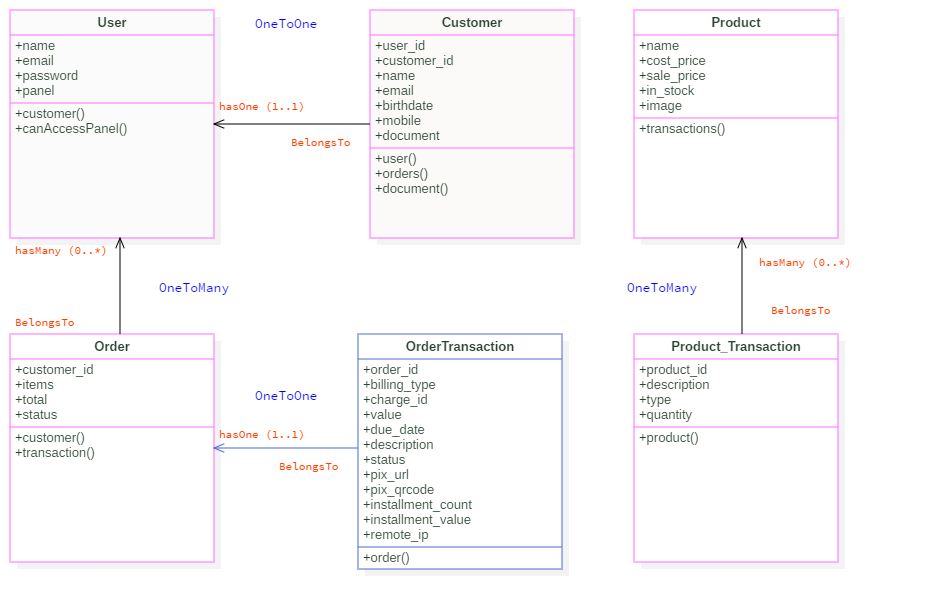 User
+name
+email
+password
+panel
+customer()
+canAccessPanel()
OneToOne
hasOne (1..1)
BelongsTo
Customer
+user_id
+customer_id
+name
+email
+birthdate
+mobile
+document
+user()
+orders()
+document()
Product
+name
+cost_price
+sale_price
+in_stock
+image
+transactions()
hasMany (0..*)
OneToMany
BelongsTo
hasMany (0..*)
OneToMany
BelongsTo
Order
+customer_id
+items
+total
+status
+customer()
+transaction()
OneToOne
hasOne (1..1)
BelongsTo
OrderTransaction
+order_id
+billing_type
+charge_id
+value
+due_date
+description
+status
+pix_url
+pix_qrcode
+installment_count
+installment_value
+remote_ip
+order()
Product_Transaction
+product_id
+description
+type
+quantity
+product()